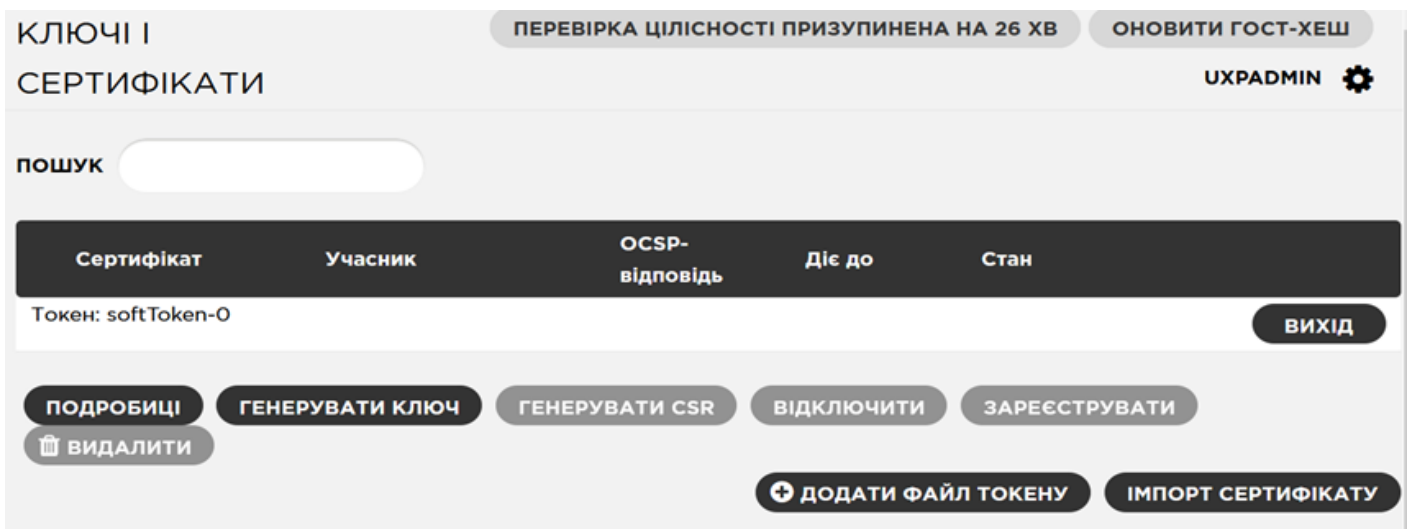 КЛЮЧІ І
СЕРТИФІКАТИ
ПЕРЕВІРКА ЦІЛІСНОСТІ ПРИЗУПИНЕНА НА 26 ХВ
ОНОВИТИ ГОСТ-ХЕШ
UXPADMIN
ПОШУК
Сертифікат Учасник OCSP-відповідь Діє до Стан
Токен: softToken-0
ВИХІД
ПОДРОБИЦІ ГЕНЕРУВАТИ КЛЮЧ ГЕНЕРУВАТИ CSR ВІДКЛЮЧИТИ ЗАРЕЄСТРУВАТИ
ВИДАЛИТИ
ДОДАТИ ФАЙЛ ТОКЕНУ ІМПОРТ СЕРТИФІКАТУ